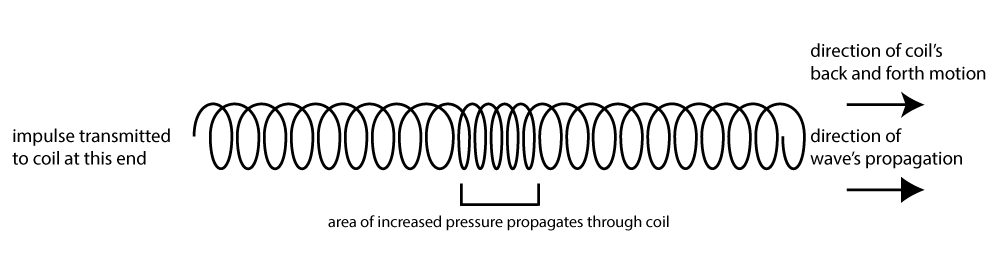 direction of coil's
back and forth motion
impulse transmitted
to coil at this end
direction of
wave's propagation
area of increased pressure propagates through coil